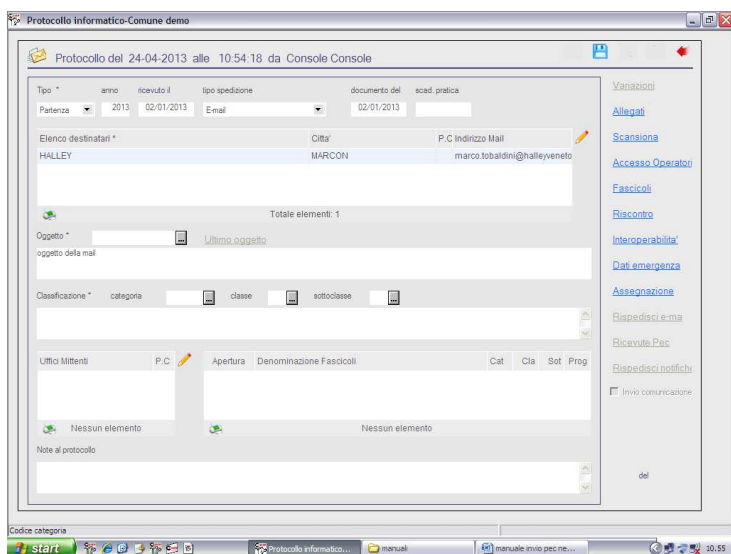 Protocollo informatico-Comune demo
Protocollo del 24-04-2013 alle 10:54:18 da Console Console
Tipo * anno ricevuto il tipo spedizione documento del scad. pratica
Partenza 2013 02/01/2013 E-mail 02/01/2013
Elenco destinatari * Citta' P.C Indirizzo Mail
HALLEY MARCON marco.tobaldini@halleyveneto
Totale elementi: 1
Oggetto * ... Ultimo oggetto
oggetto della mail
Classificazione * categoria ... classe ... sottoclasse ...
Uffici Mittenti P.C Apertura Denominazione Fascicoli Cat Cla Sot Prog
Nessun elemento Nessun elemento
Note al protocollo
Variazioni
Allegati
Scansiona
Accesso Operatori
Fascicoli
Riscontro
Interoperabilita'
Dati emergenza
Assegnazione
Rispedisci e-ma
Ricevute Pec
Rispedisci notifiche
Invio comunicazione
del
Codice categoria
start Protocollo informatico... manuali manuale invio pec ne... 10.55